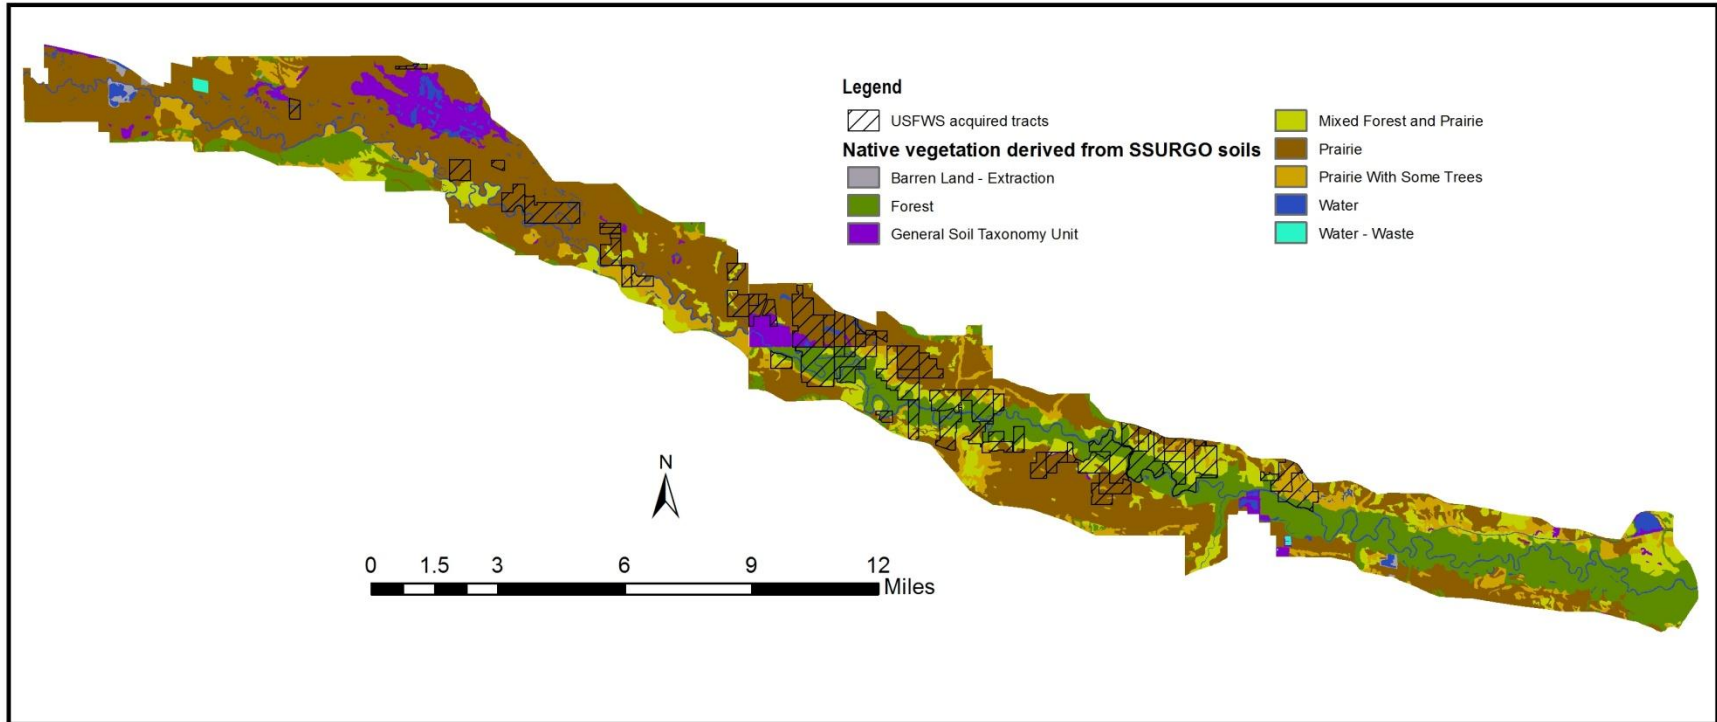 Legend
USFWS acquired tracts
Native vegetation derived from SSURGO soils
Barren Land - Extraction
Forest
General Soil Taxonomy Unit
Mixed Forest and Prairie
Prairie
Prairie With Some Trees
Water
Water - Waste
N
0 1.5 3 6 9 12
Miles